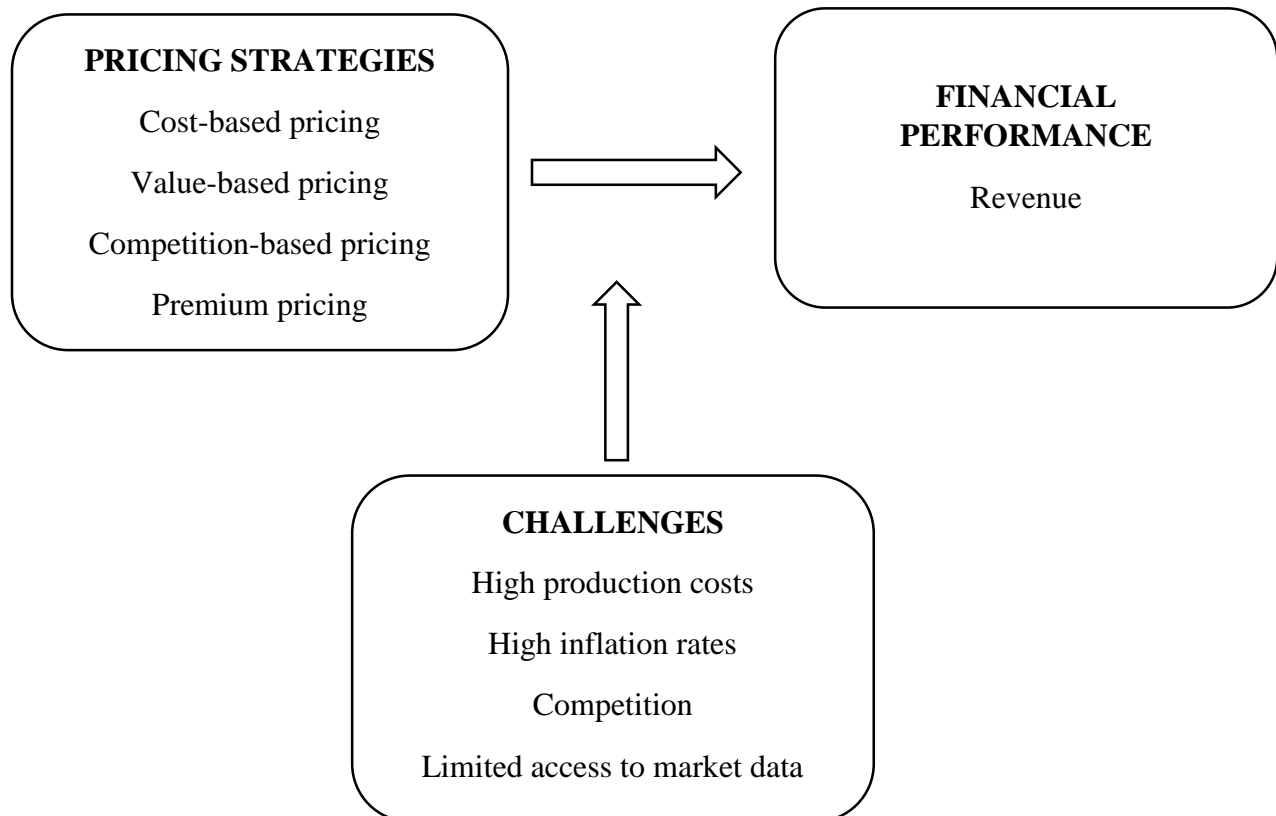 PRICING STRATEGIES
Cost-based pricing
Value-based pricing
Competition-based pricing
Premium pricing
FINANCIAL
PERFORMANCE
Revenue
CHALLENGES
High production costs
High inflation rates
Competition
Limited access to market data